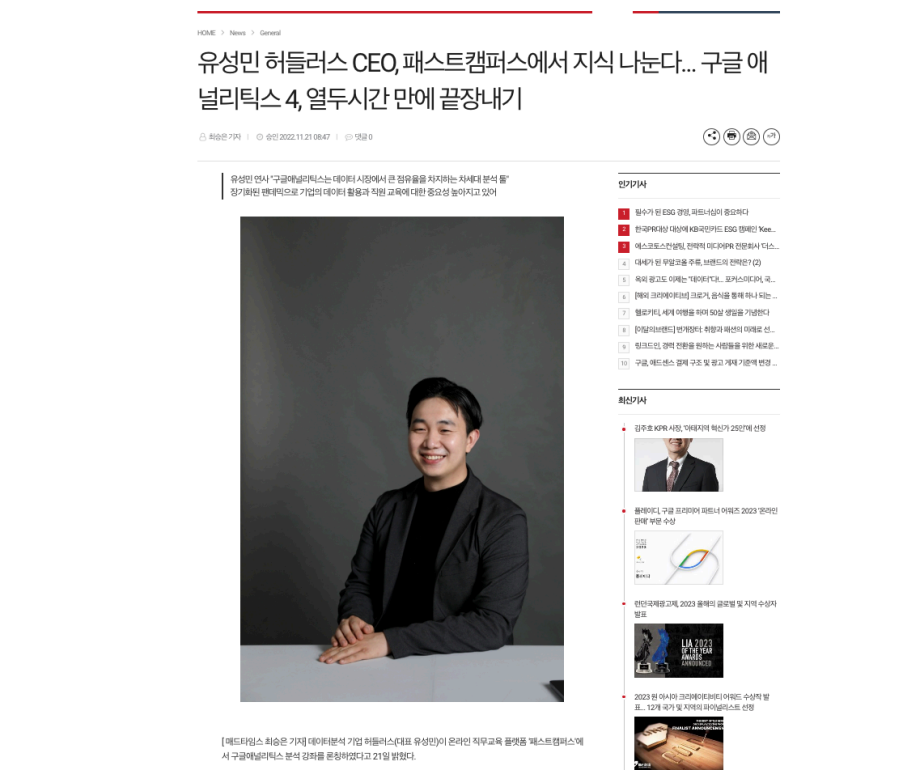 HOME > News > General
유성민 허들러스 CEO, 패스트캠퍼스에서 지식 나눈다... 구글 애
널리틱스 4, 열두시간 만에 끝장내기
최승은 기자
승인 2022.11.21 08:47
댓글 0
유성민 연사 "구글애널리틱스는 데이터 시장에서 큰 점유율을 차지하는 차세대 분석 툴"
장기화된 팬데믹으로 기업의 데이터 활용과 직원 교육에 대한 중요성 높아지고 있어
[ 매드타임스 최승은 기자] 데이터분석 기업 허들러스(대표 유성민)이 온라인 직무교육 플랫폼 '패스트캠퍼스'에
서 구글애널리틱스 분석 강좌를 론칭하였다고 21일 밝혔다.
인기기사
1 필수가 된 ESG 경영, 파트너십이 중요하다
2 한국PR대상 대상에 KB국민카드 ESG 캠페인 'Kee...
3 에스코토스컨설팅, 전략적 미디어PR 전문회사 '더스...
4 대세가 된 무알코올 주류, 브랜드의 전략은? (2)
5 옥외 광고도 이제는 "데이터"다!... 포커스미디어, 국...
6 [해외 크리에이티브] 크로거, 음식을 통해 하나 되는 ...
7 헬로키티, 세계 여행을 하며 50살 생일을 기념한다
8 [이달의브랜드] 번개장터: 취향과 패션의 미래로 선...
9 링크드인, 경력 전환을 원하는 사람들을 위한 새로운...
10 구글, 애드센스 결제 구조 및 광고 게재 기준액 변경 ...
최신기사
김주호 KPR 사장, '아태지역 혁신가 25인'에 선정
플레이디, 구글 프리미어 파트너 어워즈 2023 '온라인
판매' 부문 수상
런던국제광고제, 2023 올해의 글로벌 및 지역 수상자
발표
LIA 2023
OF THE YEAR
AWARDS
ANNOUNCED
2023 원 아시아 크리에이티비티 어워드 수상작 발
표... 12개 국가 및 지역의 파이널리스트 선정